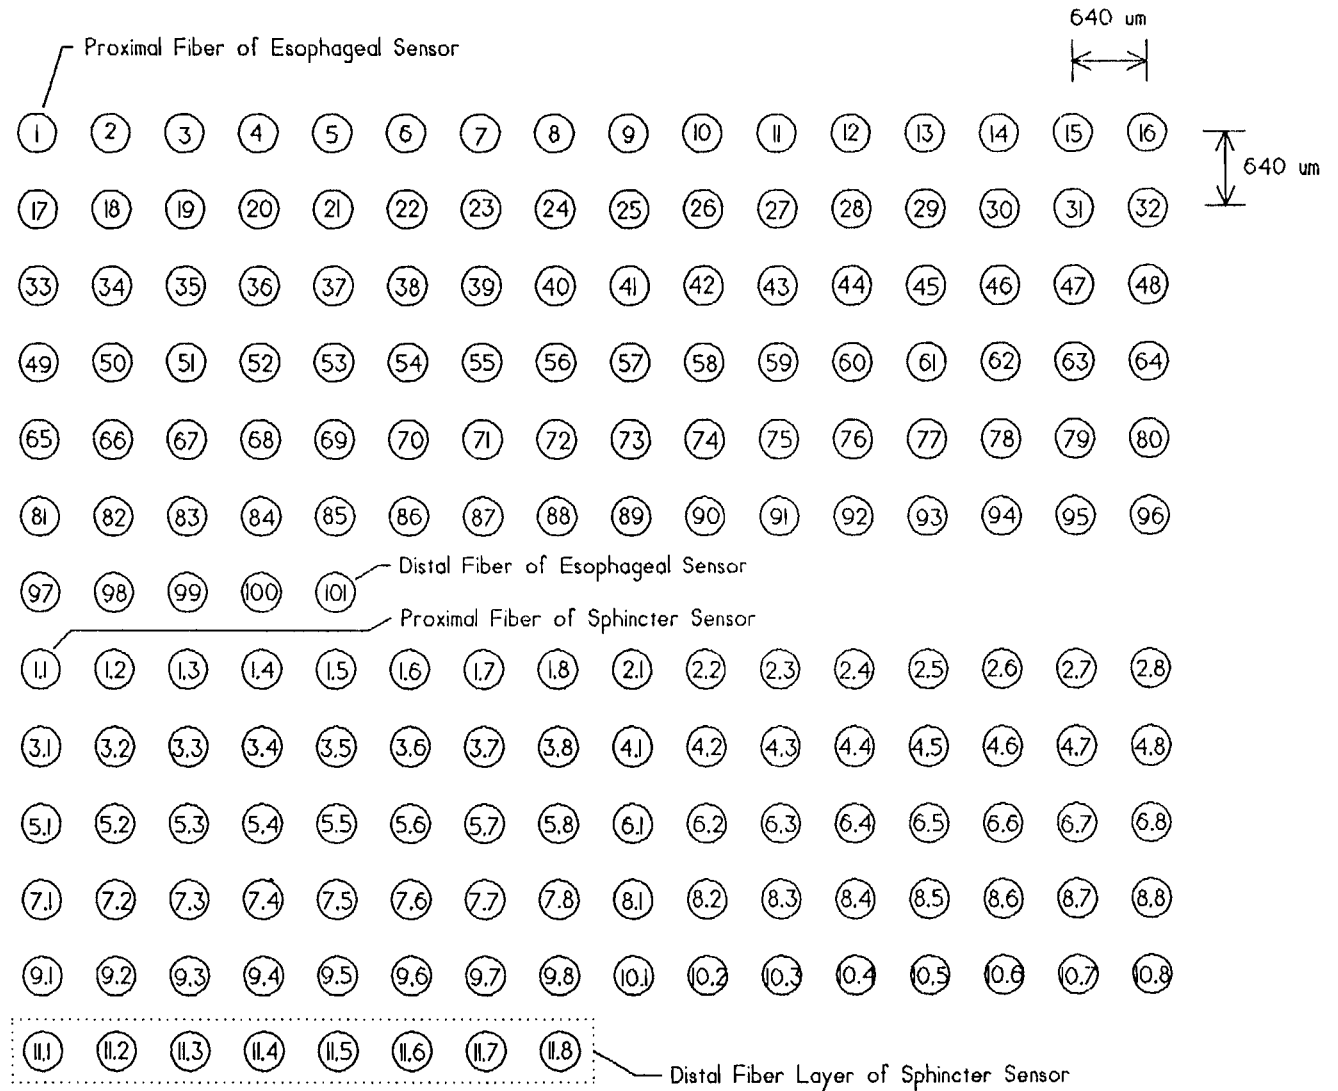 640 um
Proximal Fiber of Esophageal Sensor
1 2 3 4 5 6 7 8 9 10 11 12 13 14 15 16
640 um
17 18 19 20 21 22 23 24 25 26 27 28 29 30 31 32
33 34 35 36 37 38 39 40 41 42 43 44 45 46 47 48
49 50 51 52 53 54 55 56 57 58 59 60 61 62 63 64
65 66 67 68 69 70 71 72 73 74 75 76 77 78 79 80
81 82 83 84 85 86 87 88 89 90 91 92 93 94 95 96
Distal Fiber of Esophageal Sensor
97 98 99 100 101
Proximal Fiber of Sphincter Sensor
1.1 1.2 1.3 1.4 1.5 1.6 1.7 1.8 2.1 2.2 2.3 2.4 2.5 2.6 2.7 2.8
3.1 3.2 3.3 3.4 3.5 3.6 3.7 3.8 4.1 4.2 4.3 4.4 4.5 4.6 4.7 4.8
5.1 5.2 5.3 5.4 5.5 5.6 5.7 5.8 6.1 6.2 6.3 6.4 6.5 6.6 6.7 6.8
7.1 7.2 7.3 7.4 7.5 7.6 7.7 7.8 8.1 8.2 8.3 8.4 8.5 8.6 8.7 8.8
9.1 9.2 9.3 9.4 9.5 9.6 9.7 9.8 10.1 10.2 10.3 10.4 10.5 10.6 10.7 10.8
11.1 11.2 11.3 11.4 11.5 11.6 11.7 11.8
Distal Fiber Layer of Sphincter Sensor